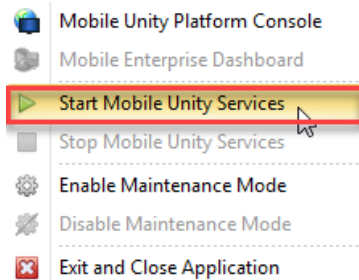 Mobile Unity Platform Console
Mobile Enterprise Dashboard
Start Mobile Unity Services
Stop Mobile Unity Services
Enable Maintenance Mode
Disable Maintenance Mode
Exit and Close Application